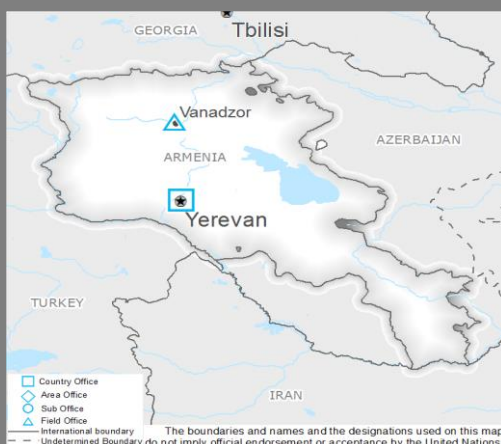 GEORGIA
Tbilisi
Vanadzor
ARMENIA
AZERBAIJAN
Yerevan
TURKEY
IRAN
Country Office
Area Office
Sub Office
Field Office
International boundary
Undetermined Boundary
The boundaries and names and the designations used on this map
do not imply official endorsement or acceptance by the United Nations.